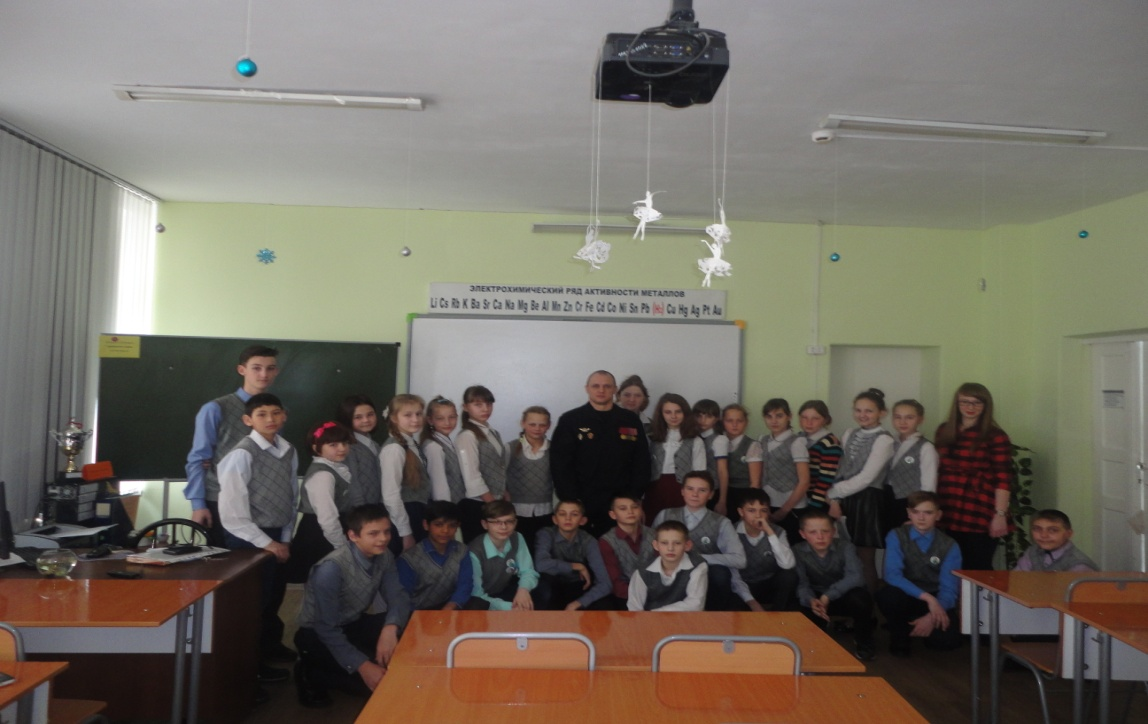 ЭЛЕКТРОХИМИЧЕСКИЙ РЯД АКТИВНОСТИ МЕТАЛЛОВ
Li Cs Rb K Ba Sr Ca Na Mg Be Al Mn Zn Cr Fe Cd Co Ni Sn Pb (H₂) Cu Hg Ag Pt Au